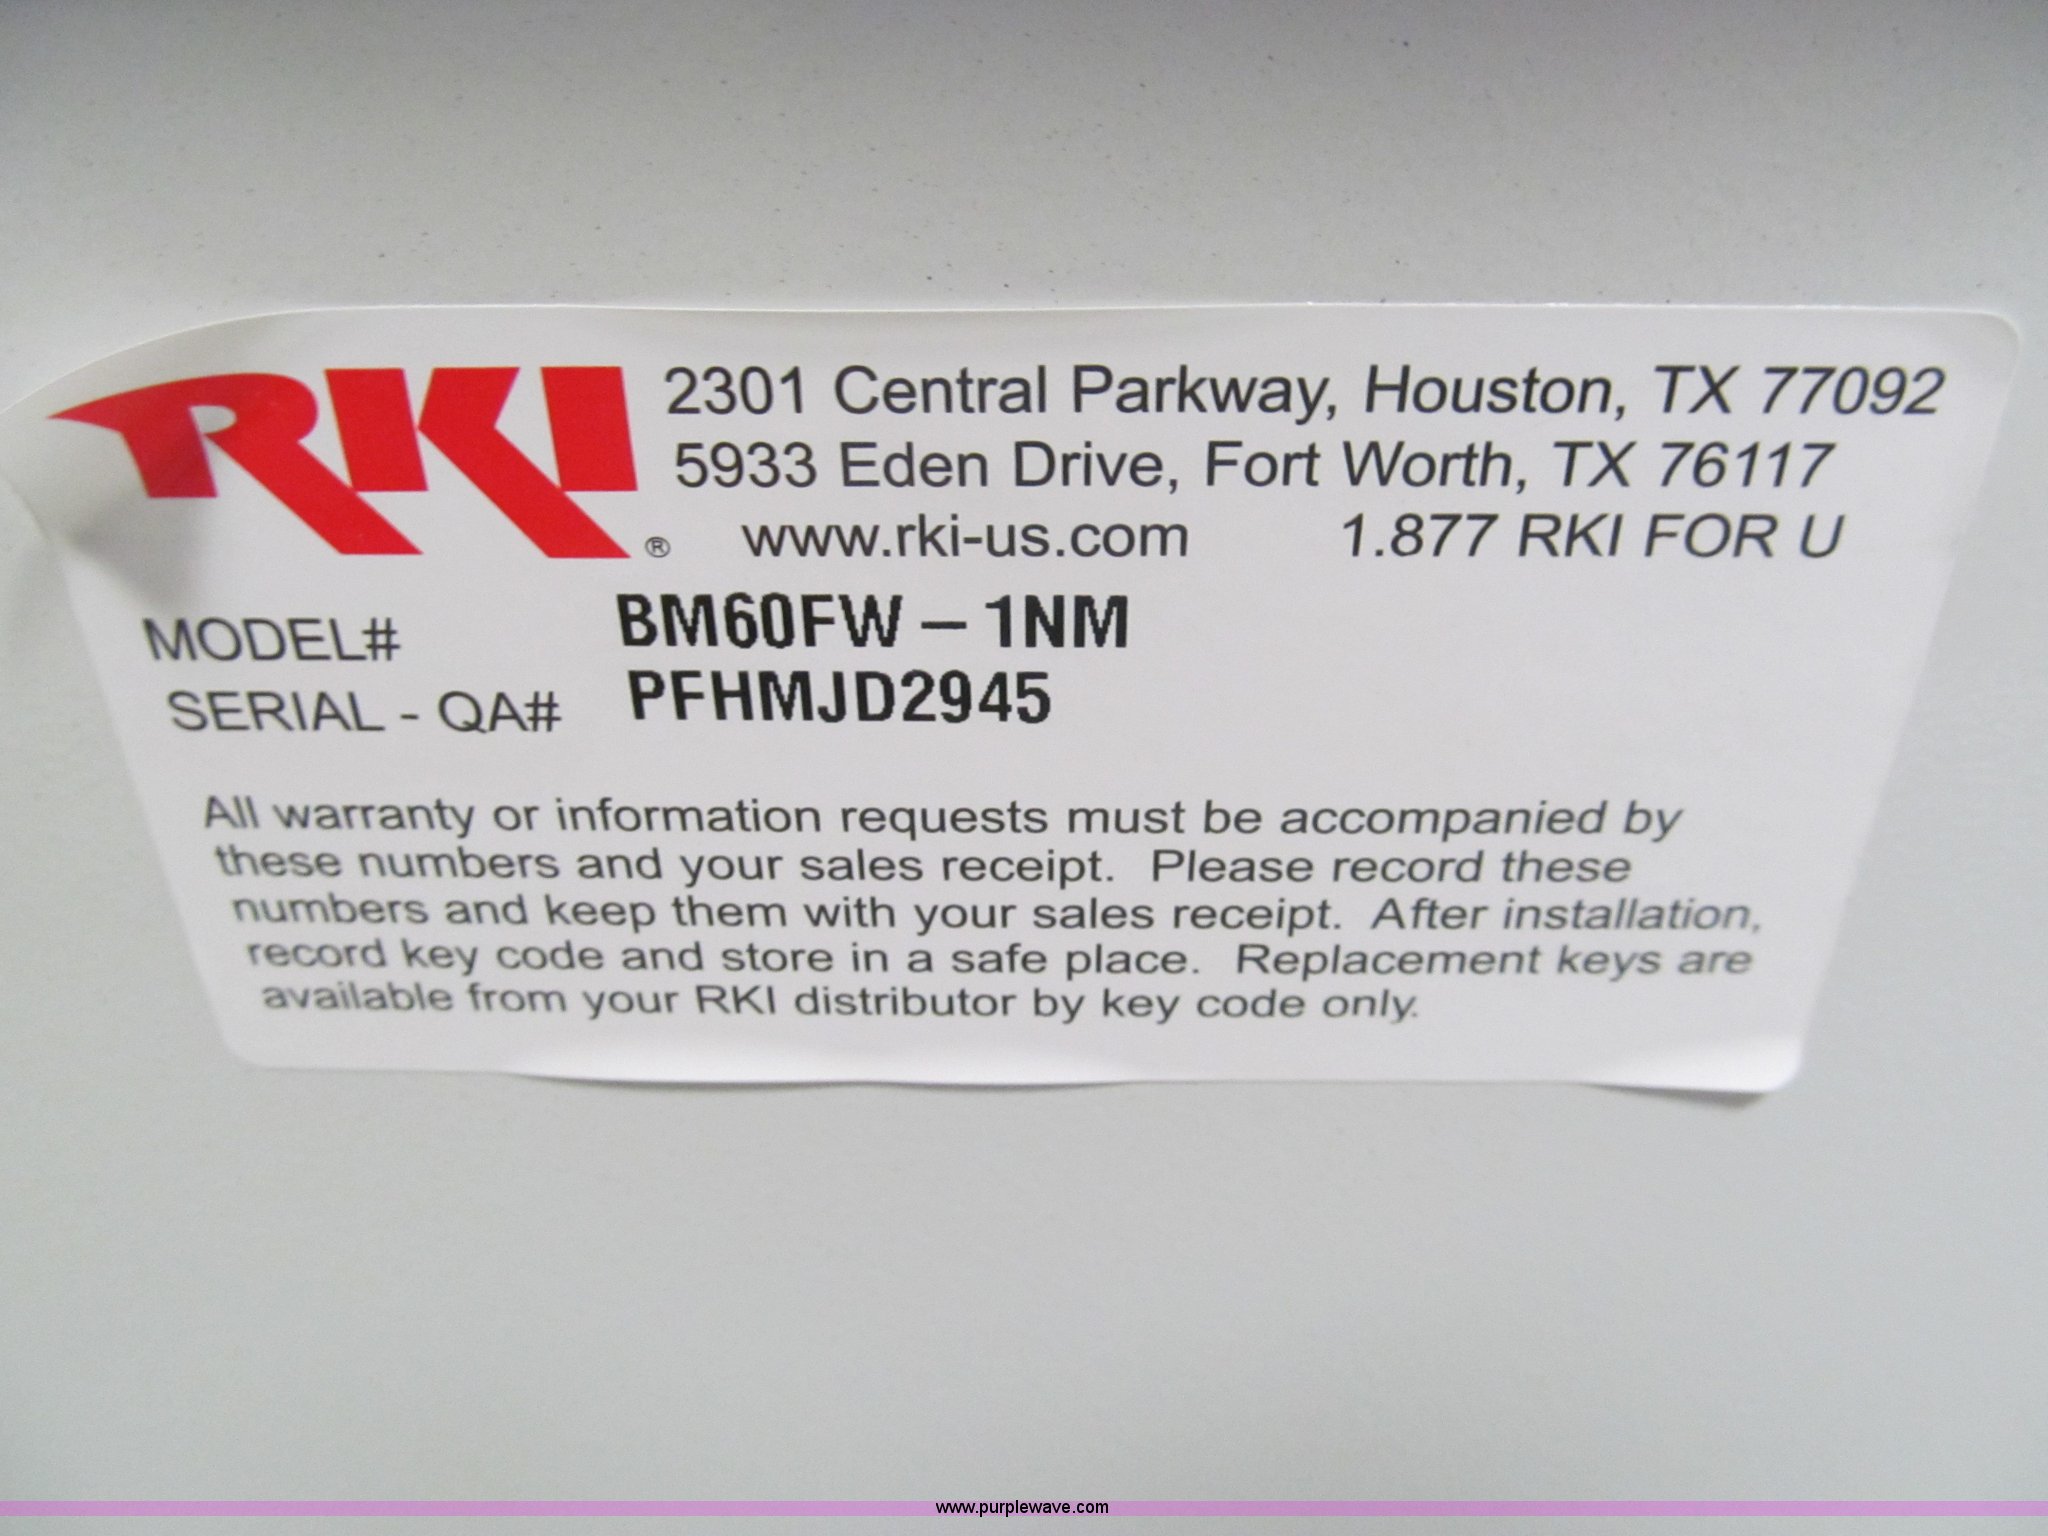 RKI® 2301 Central Parkway, Houston, TX 77092
5933 Eden Drive, Fort Worth, TX 76117
www.rki-us.com 1.877 RKI FOR U
MODEL# BM60FW - 1NM
SERIAL - QA# PFHMJD2945
All warranty or information requests must be accompanied by
these numbers and your sales receipt. Please record these
numbers and keep them with your sales receipt. After installation,
record key code and store in a safe place. Replacement keys are
available from your RKI distributor by key code only.
www.purplewave.com